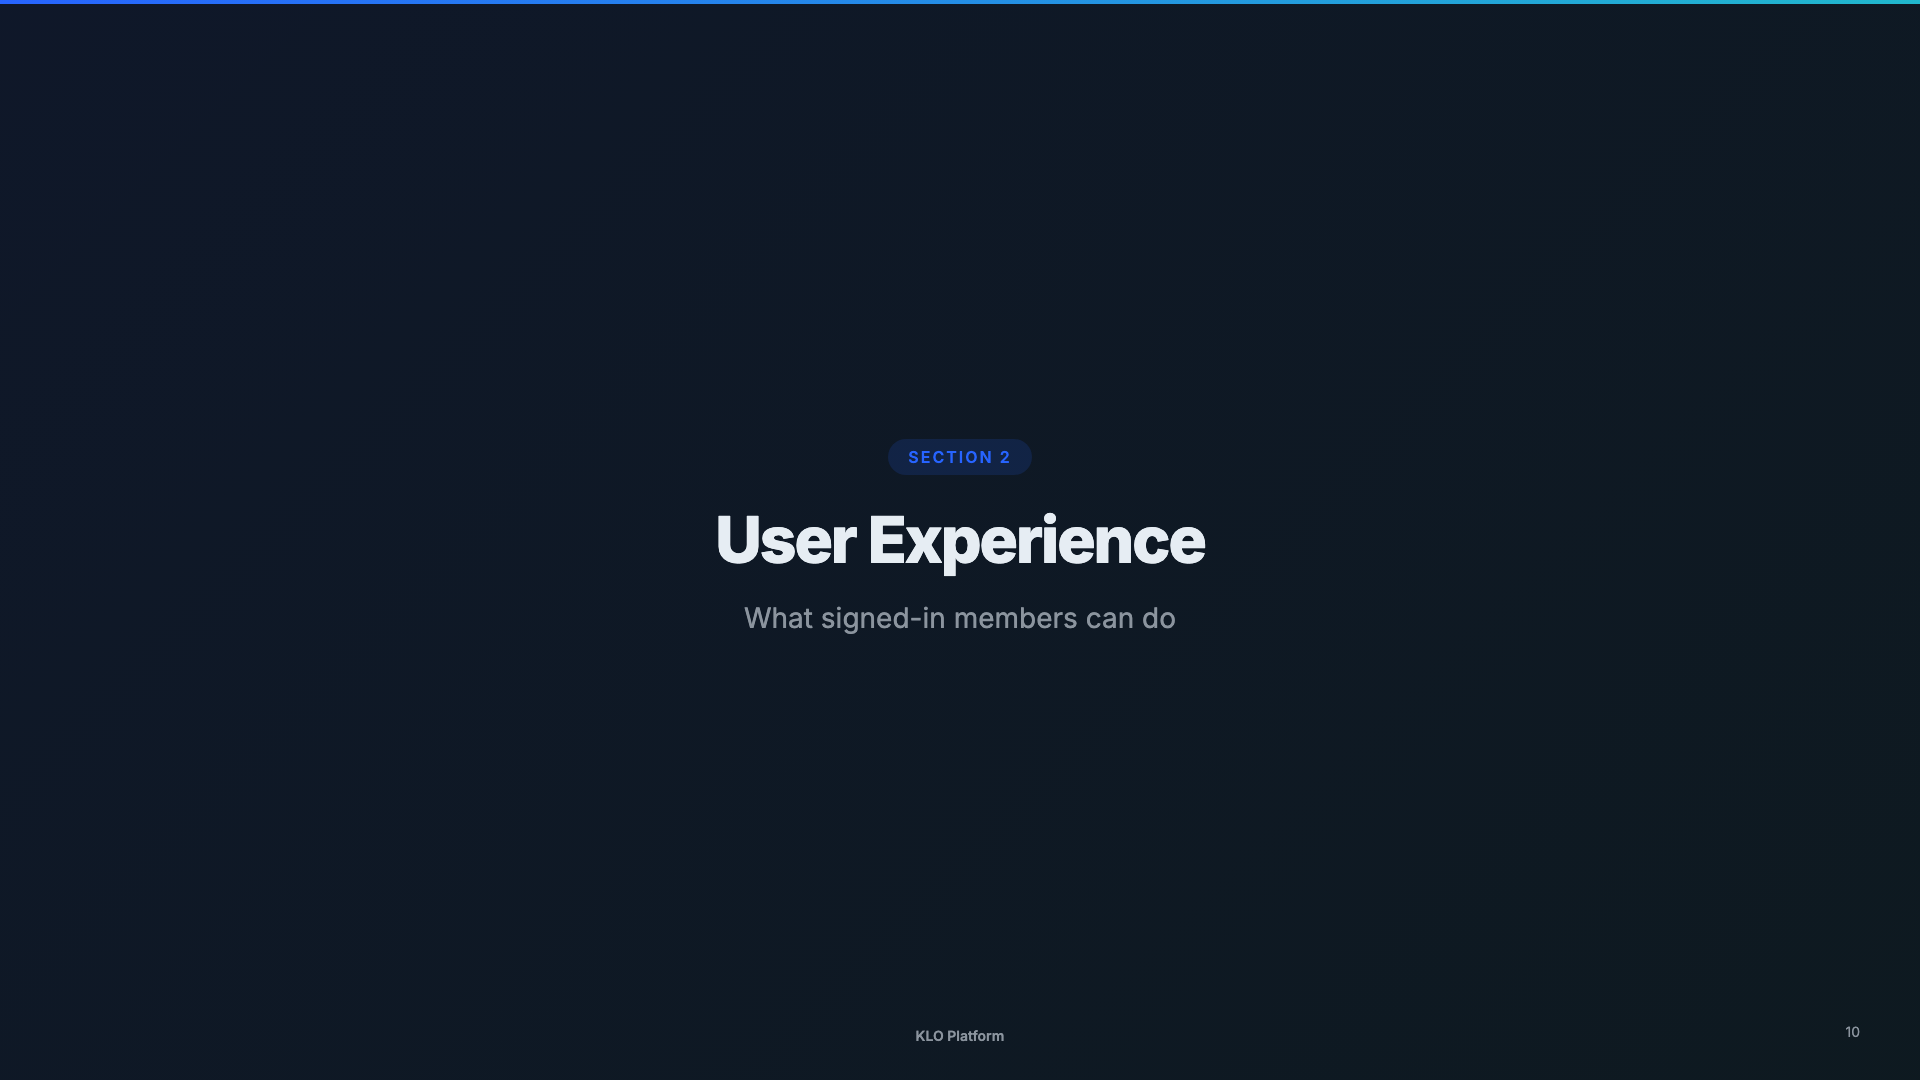 SECTION 2
User Experience
What signed-in members can do
KLO Platform
10